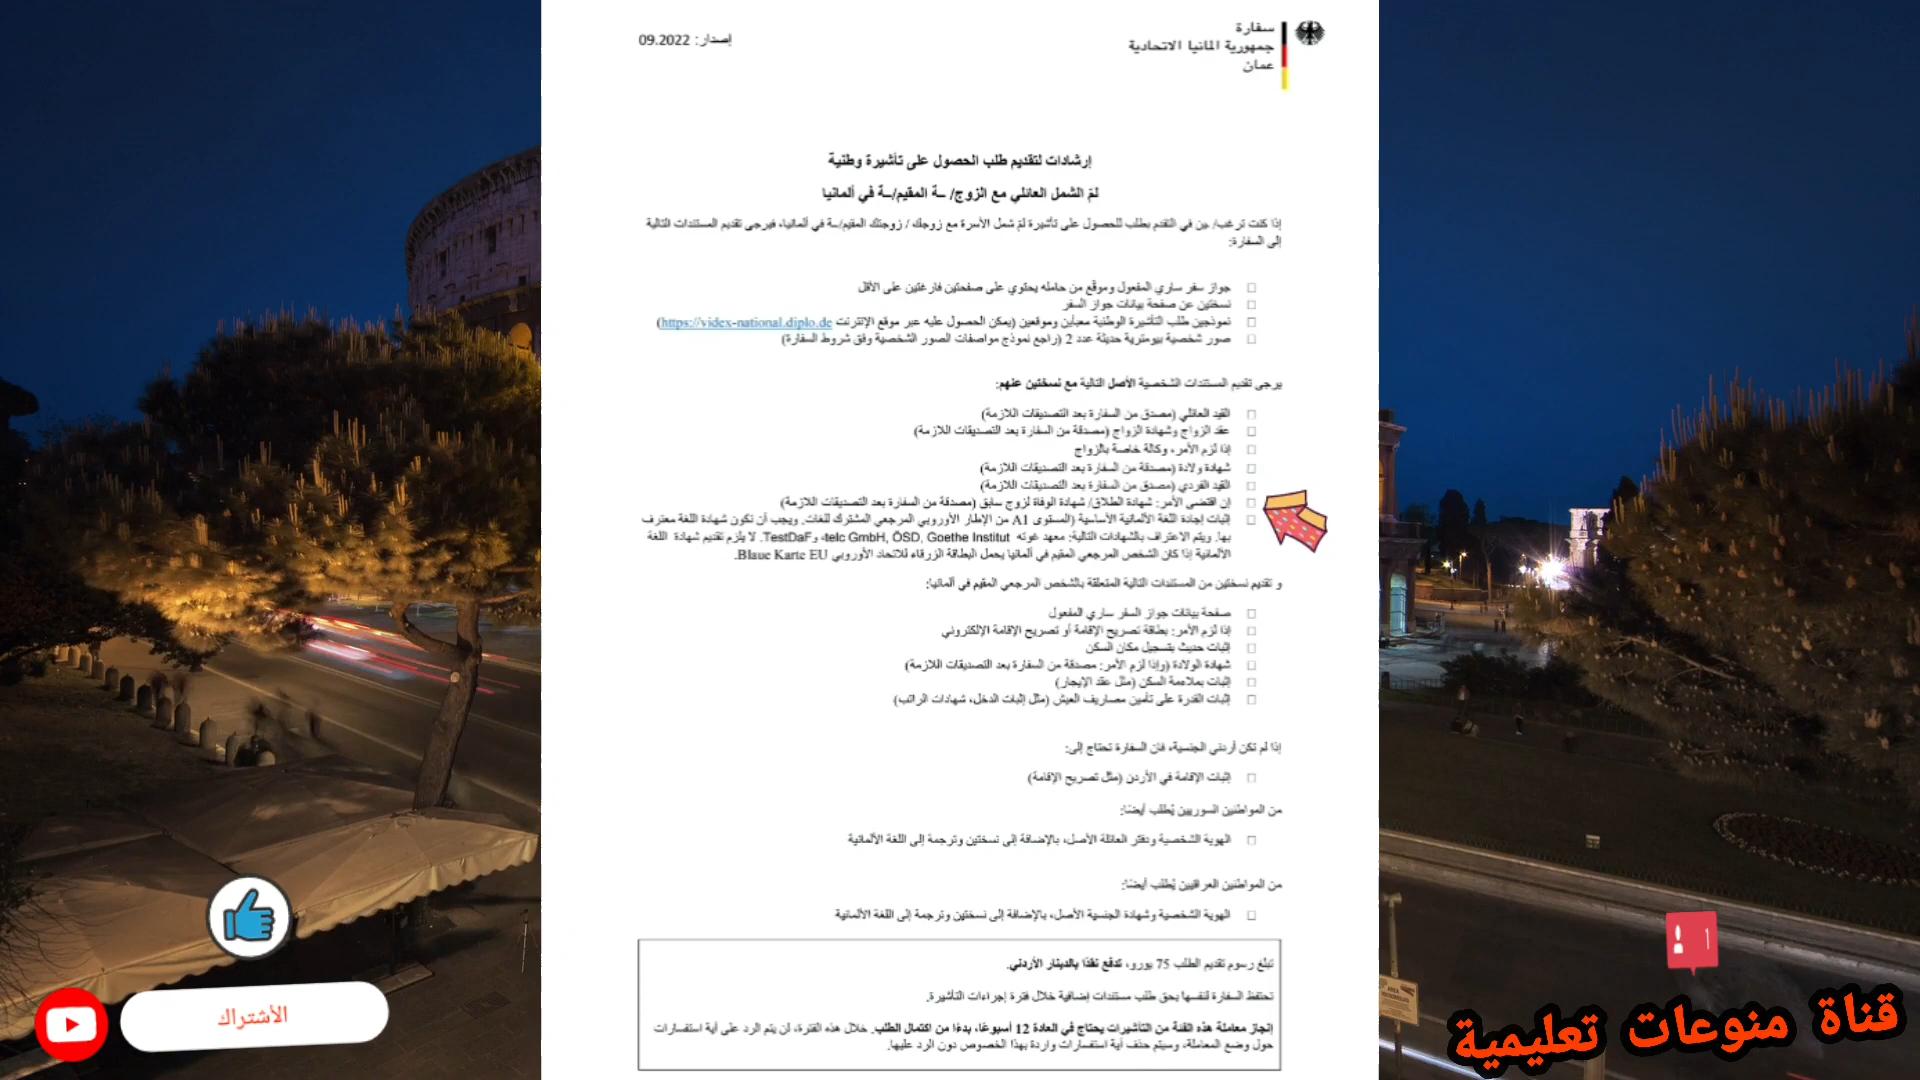 سفارة
جمهورية المانيا الاتحادية
عمان
إصدار: 09.2022
إرشادات لتقديم طلب الحصول على تأشيرة وطنية
لمّ الشمل العائلي مع الزوج/ ـة المقيم/ـة في ألمانيا
إذا كنت ترغب/ ين في التقدم بطلب للحصول على تأشيرة لمّ شمل الأسرة مع زوجك / زوجتك المقيم/ـة في ألمانيا، فيرجى تقديم المستندات التالية
إلى السفارة:
□ جواز سفر ساري المفعول وموقّع من حامله يحتوي على صفحتين فارغتين على الأقل
□ نسختين عن صفحة بيانات جواز السفر
□ نموذجين طلب التأشيرة الوطنية معبأين وموقعين (يمكن الحصول عليه عبر موقع الإنترنت https://videx-national.diplo.de)
□ صور شخصية بيومترية حديثة عدد 2 (راجع نموذج مواصفات الصور الشخصية وفق شروط السفارة)
يرجى تقديم المستندات الشخصية الأصل التالية مع نسختين عنهم:
□ القيد العائلي (مصدق من السفارة بعد التصديقات اللازمة)
□ عقد الزواج وشهادة الزواج (مصدقة من السفارة بعد التصديقات اللازمة)
□ إذا لزم الأمر، وكالة خاصة بالزواج
□ شهادة ولادة (مصدقة من السفارة بعد التصديقات اللازمة)
□ القيد الفردي (مصدق من السفارة بعد التصديقات اللازمة)
□ إن اقتضى الأمر: شهادة الطلاق/ شهادة الوفاة لزوج سابق (مصدقة من السفارة بعد التصديقات اللازمة)
□ إثبات إجادة اللغة الألمانية الأساسية (المستوى A1 من الإطار الأوروبي المرجعي المشترك للغات. ويجب أن تكون شهادة اللغة معترف
بها. ويتم الاعتراف بالشهادات التالية: معهد غوته telc GmbH, ÖSD, Goethe Institut، وTestDaF. لا يلزم تقديم شهادة اللغة
الألمانية إذا كان الشخص المرجعي المقيم في ألمانيا يحمل البطاقة الزرقاء للاتحاد الأوروبي Blaue Karte EU.
و تقديم نسختين من المستندات التالية المتعلقة بالشخص المرجعي المقيم في ألمانيا:
□ صفحة بيانات جواز السفر ساري المفعول
□ إذا لزم الأمر: بطاقة تصريح الإقامة أو تصريح الإقامة الإلكتروني
□ إثبات حديث بتسجيل مكان السكن
□ شهادة الولادة (وإذا لزم الأمر: مصدقة من السفارة بعد التصديقات اللازمة)
□ إثبات بملاءمة السكن (مثل عقد الإيجار)
□ إثبات القدرة على تأمين مصاريف العيش (مثل إثبات الدخل، شهادات الراتب)
إذا لم تكن أردني الجنسية، فان السفارة تحتاج إلى:
□ إثبات الإقامة في الأردن (مثل تصريح الإقامة)
من المواطنين السوريين يُطلب أيضًا:
□ الهوية الشخصية ودفتر العائلة الأصل، بالإضافة إلى نسختين وترجمة إلى اللغة الألمانية
من المواطنين العراقيين يُطلب أيضًا:
□ الهوية الشخصية وشهادة الجنسية الأصل، بالإضافة إلى نسختين وترجمة إلى اللغة الألمانية
تبلغ رسوم تقديم الطلب 75 يورو، تدفع نقدًا بالدينار الأردني.
تحتفظ السفارة لنفسها بحق طلب مستندات إضافية خلال فترة إجراءات التأشيرة.
إنجاز معاملة هذه الفئة من التأشيرات يحتاج في العادة 12 أسبوعًا، بدءًا من اكتمال الطلب. خلال هذه الفترة، لن يتم الرد على أية استفسارات
حول وضع المعاملة، وسيتم حذف أية استفسارات واردة بهذا الخصوص دون الرد عليها.
الأشتراك
قناة منوعات تعليمية